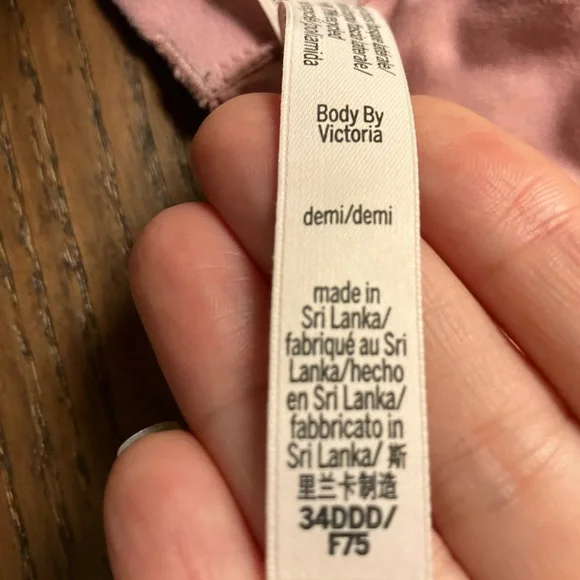 Body By
Victoria
demi/demi
made in
Sri Lanka/
fabriqué au Sri
Lanka/hecho
en Sri Lanka/
fabbricato in
Sri Lanka/ 斯
里兰卡制造
34DDD/
F75